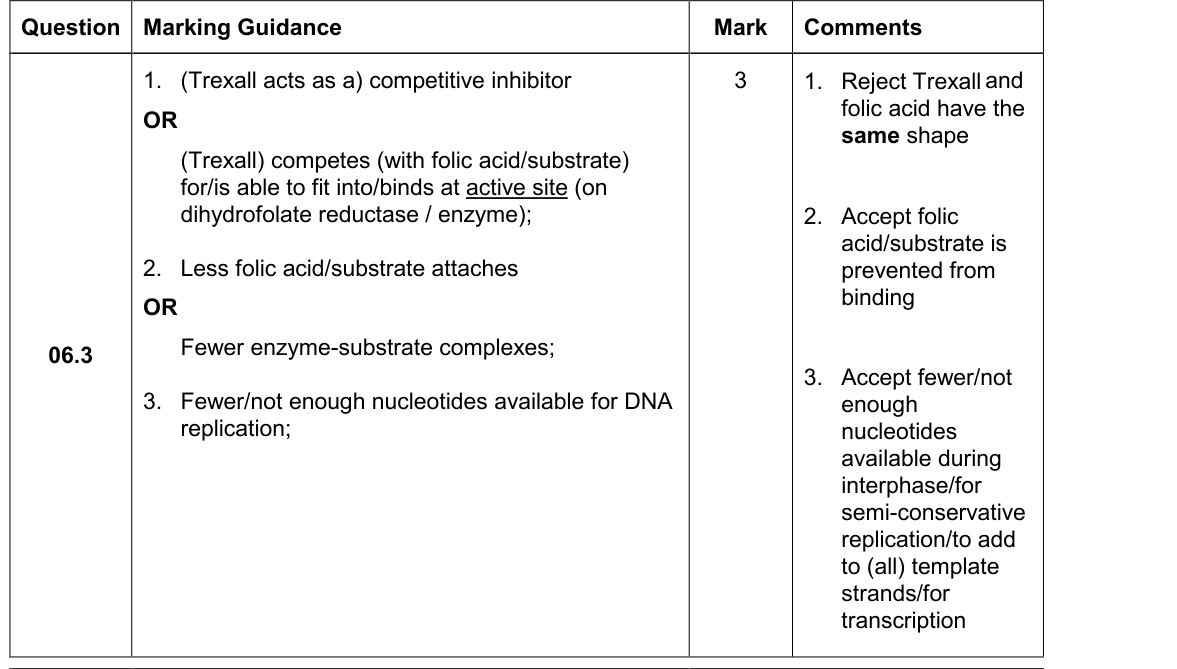 Question Marking Guidance Mark Comments
06.3
1. (Trexall acts as a) competitive inhibitor
OR
(Trexall) competes (with folic acid/substrate)
for/is able to fit into/binds at active site (on
dihydrofolate reductase / enzyme);
2. Less folic acid/substrate attaches
OR
Fewer enzyme-substrate complexes;
3. Fewer/not enough nucleotides available for DNA
replication;
3
1. Reject Trexall and
folic acid have the
same shape
2. Accept folic
acid/substrate is
prevented from
binding
3. Accept fewer/not
enough
nucleotides
available during
interphase/for
semi-conservative
replication/to add
to (all) template
strands/for
transcription